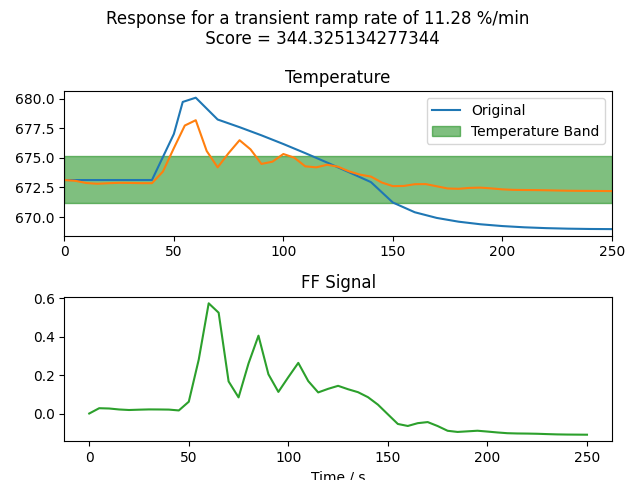 Response for a transient ramp rate of 11.28 %/min
Score = 344.325134277344
Temperature
680.0
677.5
675.0
672.5
670.0
Original
Temperature Band
0 50 100 150 200 250
FF Signal
0.6
0.4
0.2
0.0
0 50 100 150 200 250
Time / s